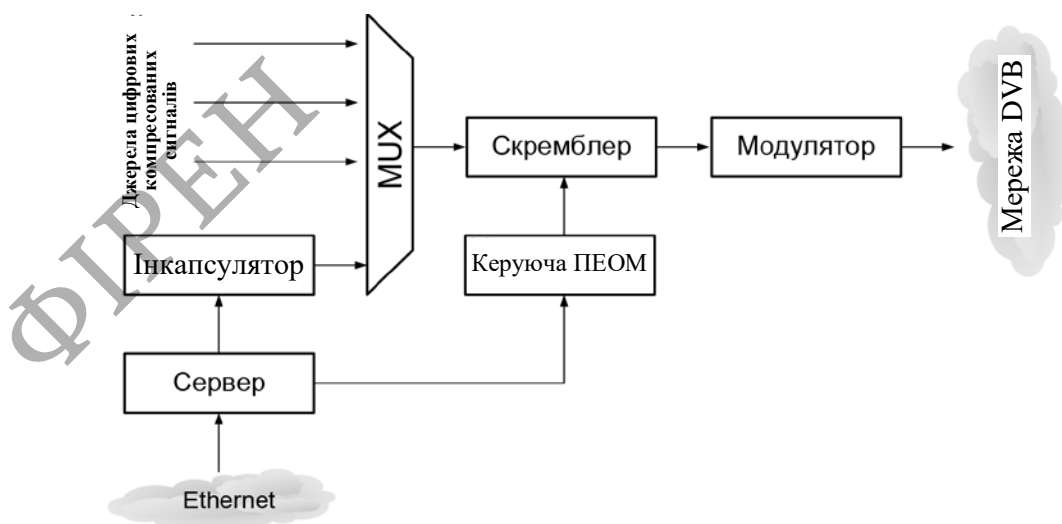 Джерела цифрових
компресованих
сигналів
MUX
Скремблер
Модулятор
Мережа DVB
Інкапсулятор
Керуюча ПЕОМ
Сервер
Ethernet
ФІРЕН